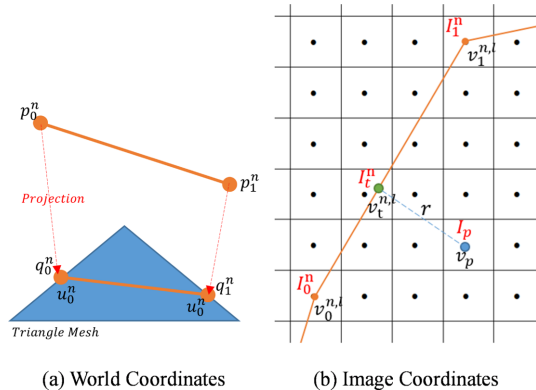 p_0^n
p_1^n
Projection
q_0^n
u_0^n
q_1^n
u_0^n
Triangle Mesh
(a) World Coordinates
I_1^n
v_1^{n,l}
I_t^n
v_t^{n,l}
r
I_p
v_p
I_0^n
v_0^{n,l}
(b) Image Coordinates